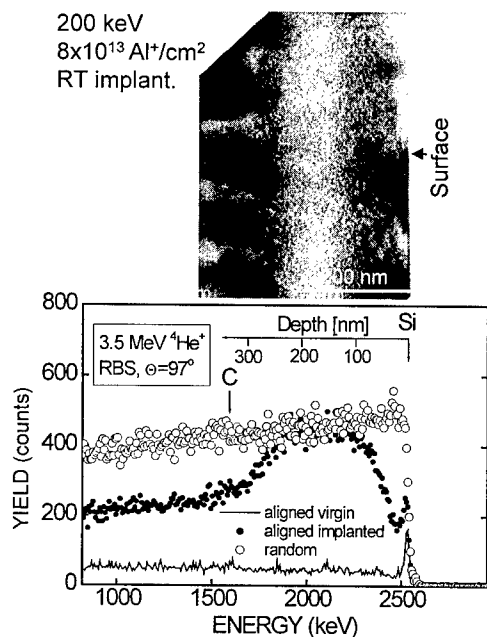 200 keV
8x10¹³ Al⁺/cm²
RT implant.
Surface
00 nm
800
600
400
200
0
YIELD (counts)
3.5 MeV ⁴He⁺
RBS, Θ=97°
Depth [nm]
300 200 100
Si
C
aligned virgin
aligned implanted
random
1000 1500 2000 2500
ENERGY (keV)